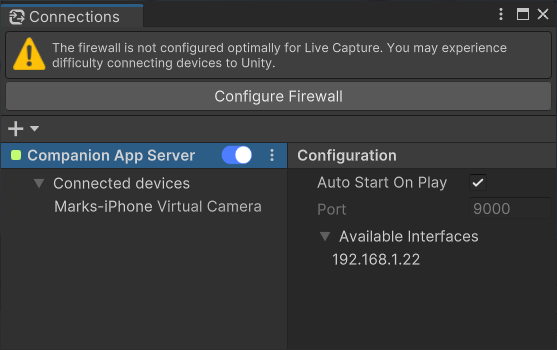 Connections
The firewall is not configured optimally for Live Capture. You may experience
difficulty connecting devices to Unity.
Configure Firewall
Companion App Server
Connected devices
Marks-iPhone Virtual Camera
Configuration
Auto Start On Play
Port 9000
Available Interfaces
192.168.1.22